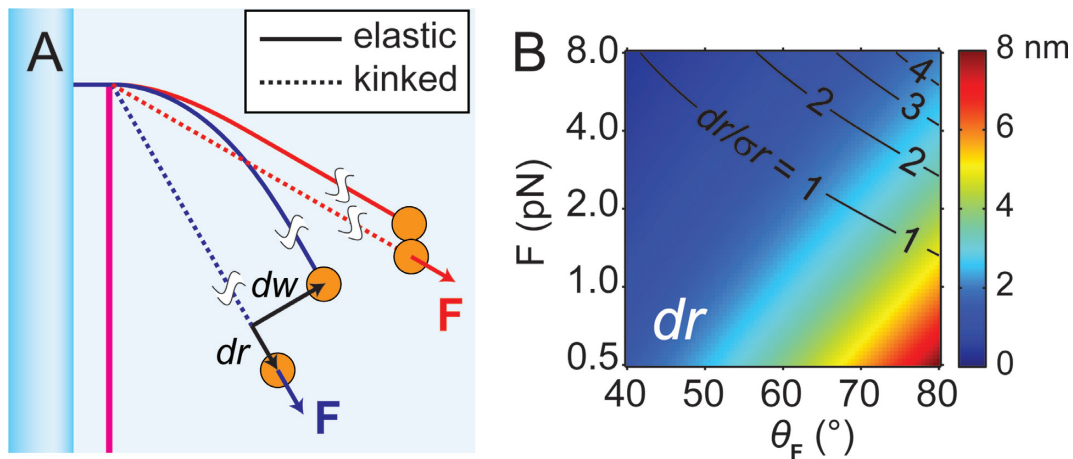 A
elastic
kinked
dw
dr
F
F
B
8.0
4.0
2.0
1.0
0.5
F (pN)
dr/σr = 1
2
3
4
2
1
dr
40 50 60 70 80
θF (°)
8 nm
6
4
2
0